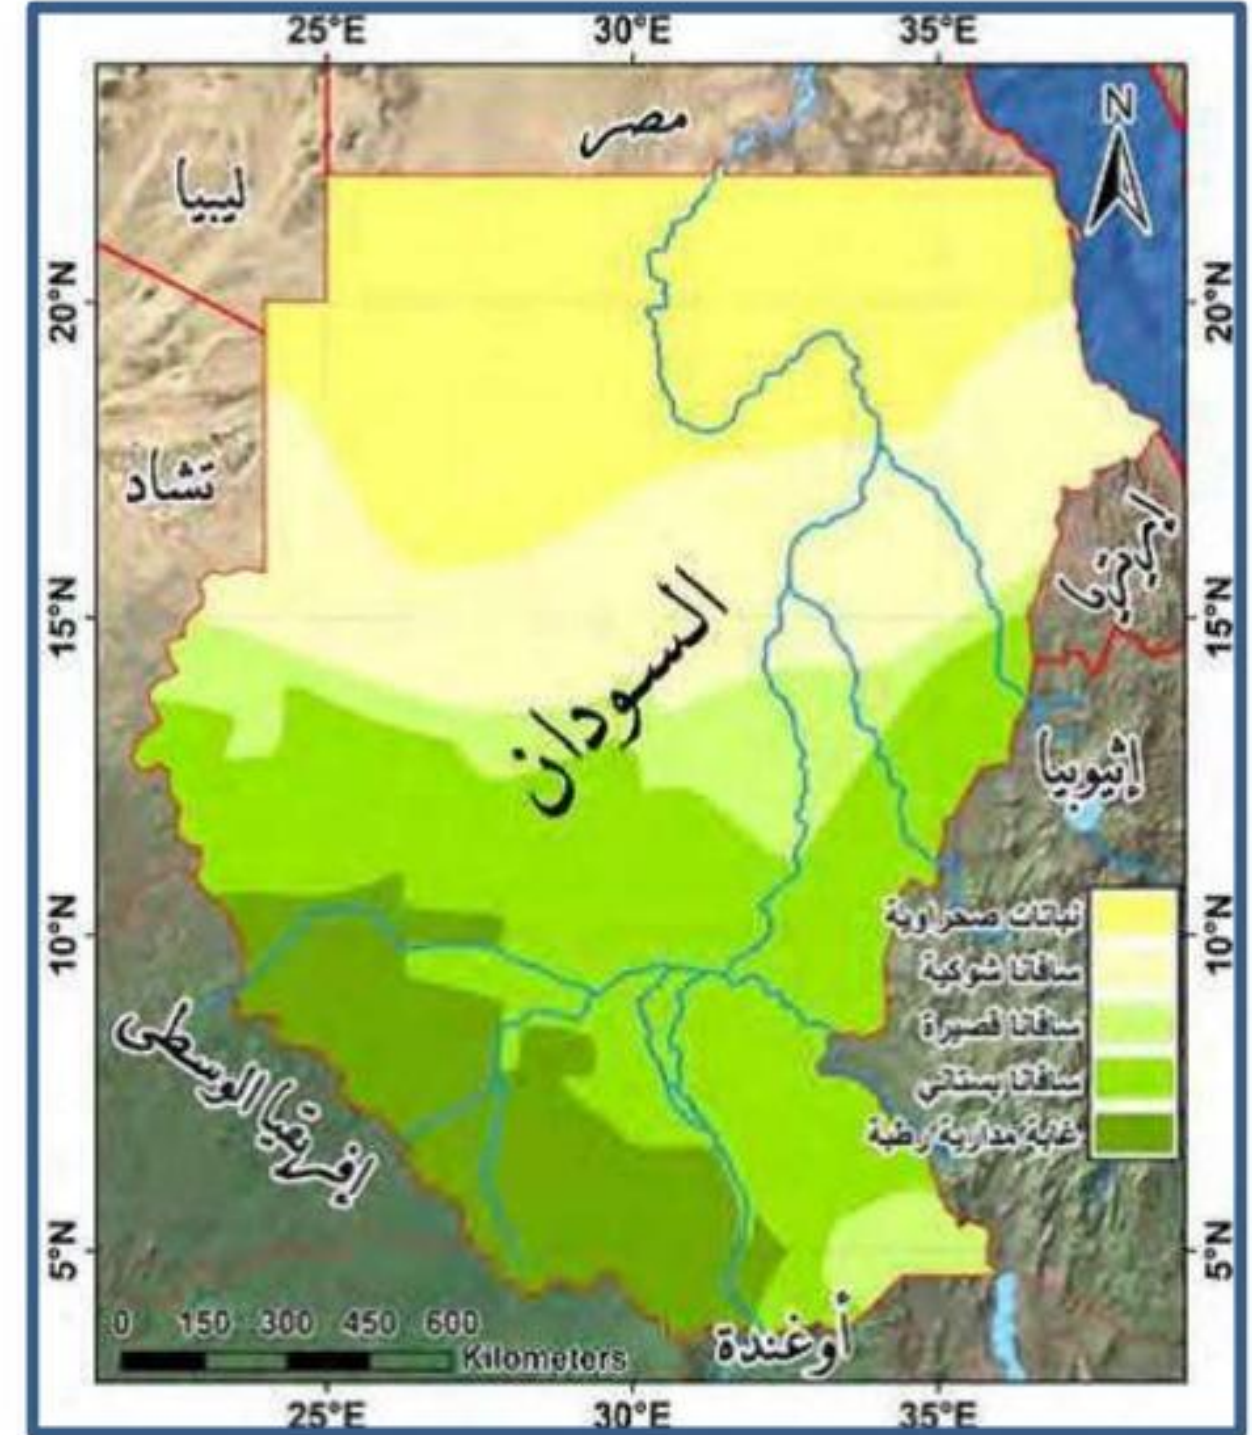 25°E 30°E 35°E
مصر
N
ليبيا
20°N 20°N
تشاد
إريتريا
السودان
15°N 15°N
إثيوبيا
نباتات صحراوية
سافانا شوكية
سافانا قصيرة
سافانا بستاني
غابة مدارية رطبة
10°N 10°N
إفريقيا الوسطى
5°N 5°N
أوغندة
0 150 300 450 600
Kilometers
25°E 30°E 35°E